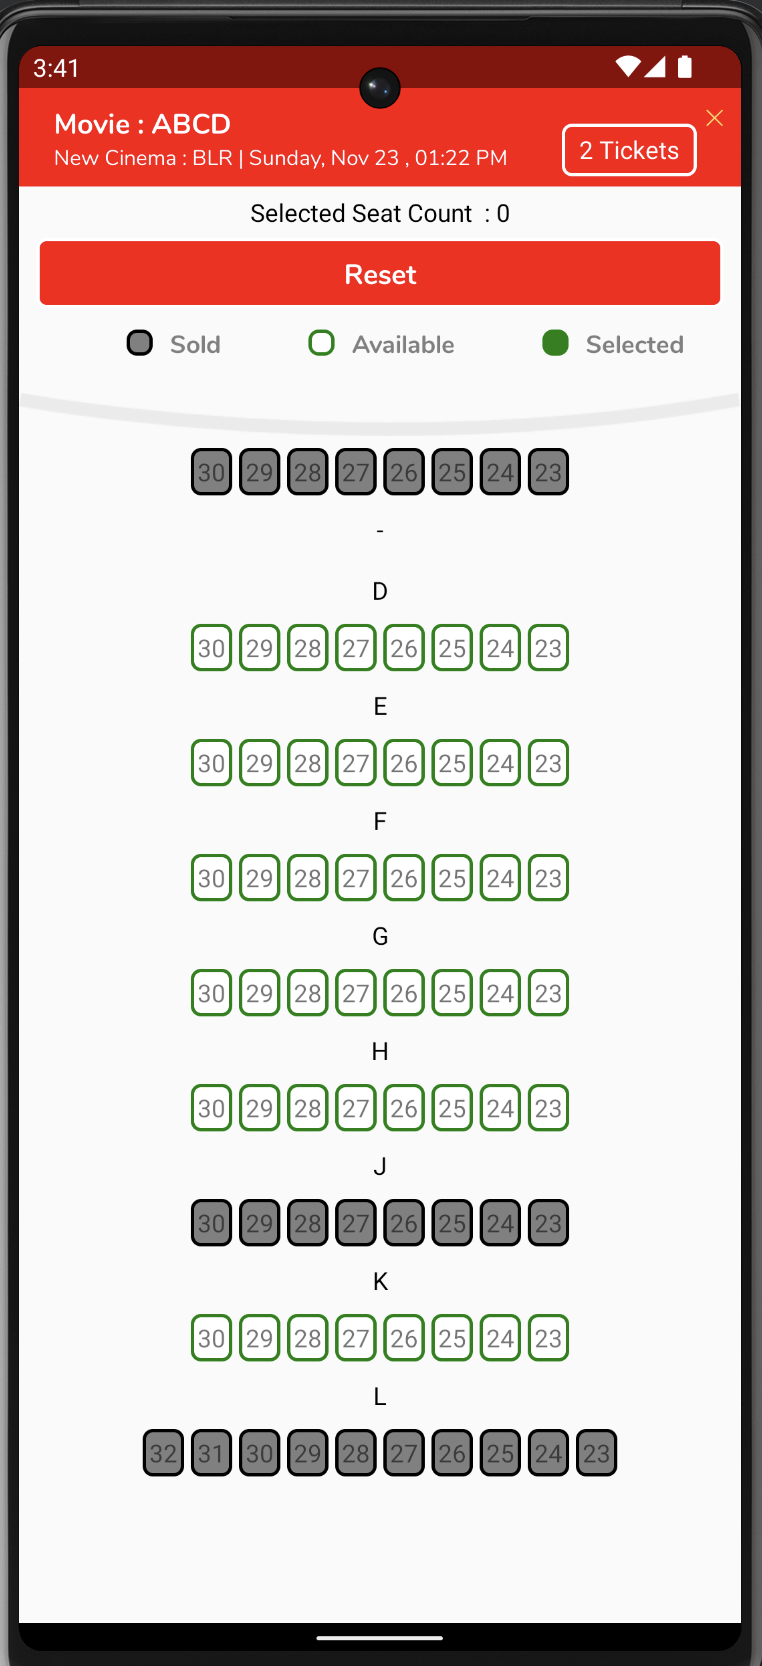 3:41
Movie : ABCD
New Cinema : BLR | Sunday, Nov 23 , 01:22 PM
2 Tickets
Selected Seat Count  : 0
Reset
Sold Available Selected
30 29 28 27 26 25 24 23
-
D
30 29 28 27 26 25 24 23
E
30 29 28 27 26 25 24 23
F
30 29 28 27 26 25 24 23
G
30 29 28 27 26 25 24 23
H
30 29 28 27 26 25 24 23
J
30 29 28 27 26 25 24 23
K
30 29 28 27 26 25 24 23
L
32 31 30 29 28 27 26 25 24 23